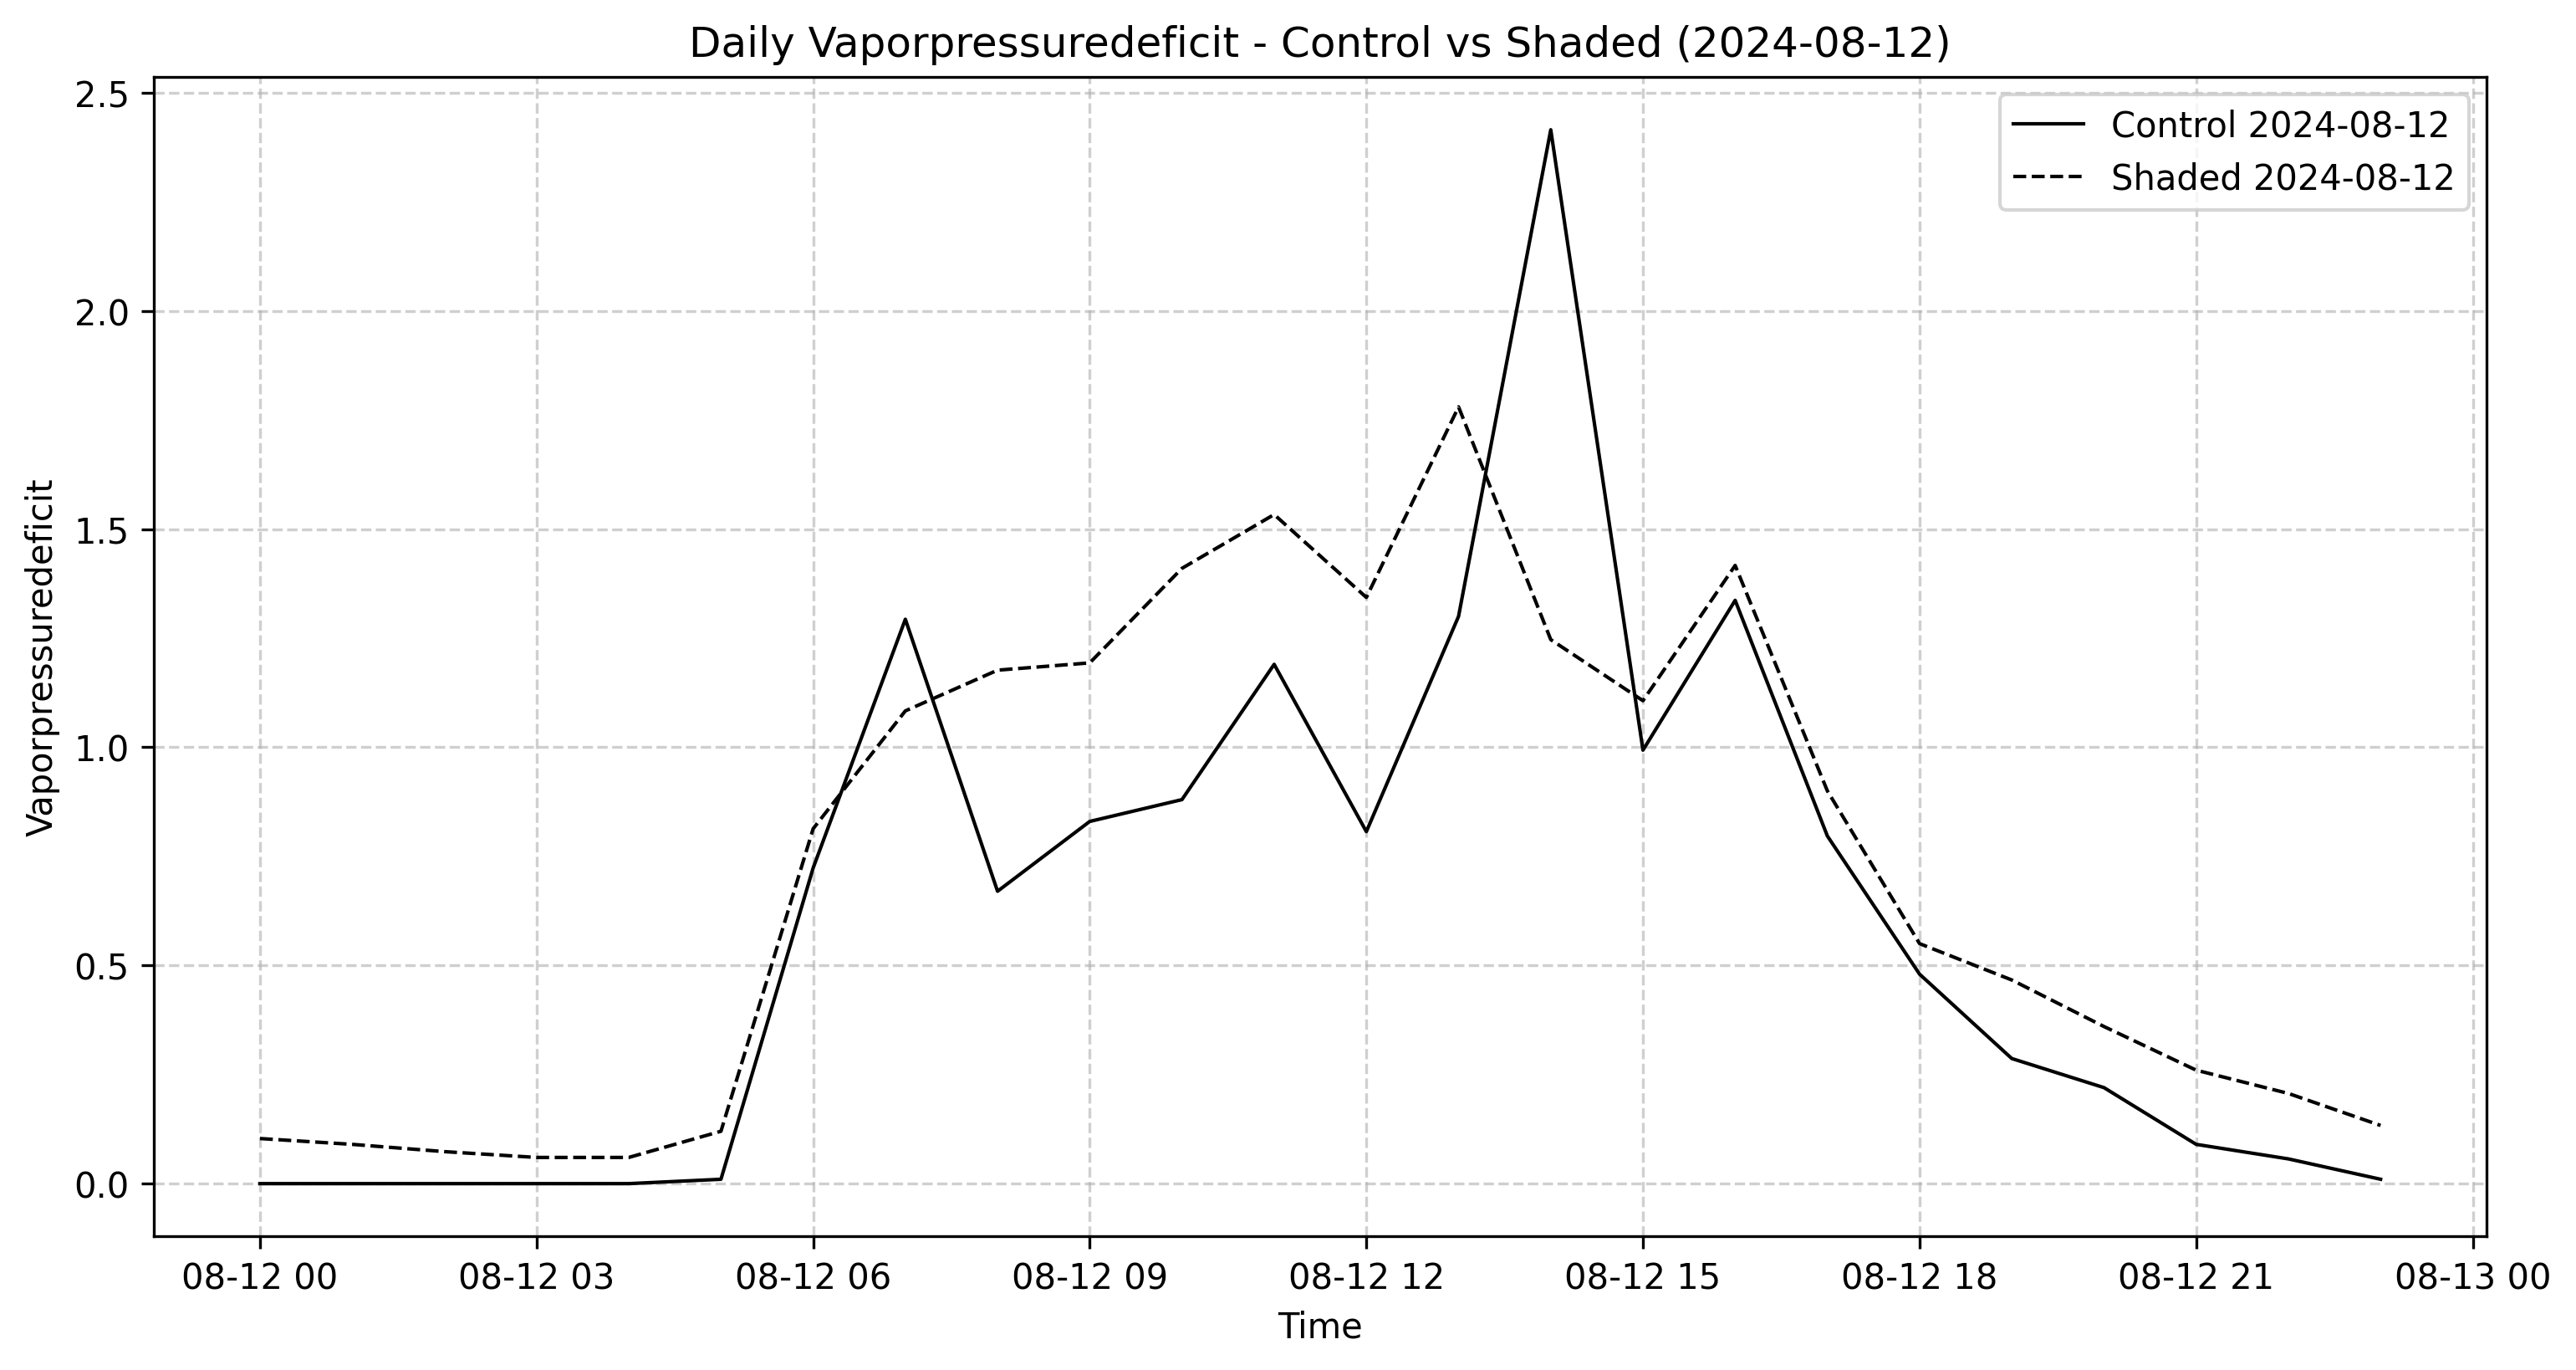 Daily Vaporpressuredeficit - Control vs Shaded (2024-08-12)
Control 2024-08-12
Shaded 2024-08-12
Vaporpressuredeficit
2.5
2.0
1.5
1.0
0.5
0.0
08-12 00 08-12 03 08-12 06 08-12 09 08-12 12 08-12 15 08-12 18 08-12 21 08-13 00
Time